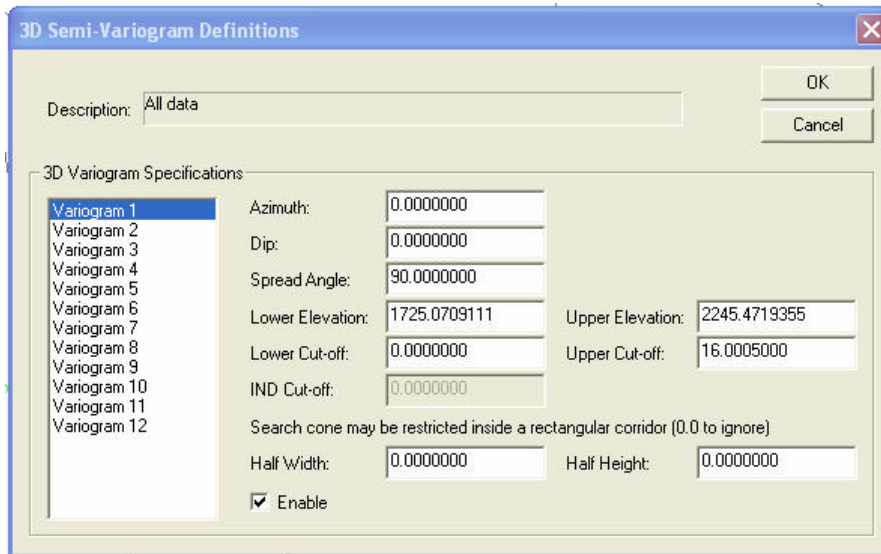 3D Semi-Variogram Definitions
OK
Description: All data
Cancel
3D Variogram Specifications
Variogram 1
Variogram 2
Variogram 3
Variogram 4
Variogram 5
Variogram 6
Variogram 7
Variogram 8
Variogram 9
Variogram 10
Variogram 11
Variogram 12
Azimuth: 0.0000000
Dip: 0.0000000
Spread Angle: 90.0000000
Lower Elevation: 1725.0709111 Upper Elevation: 2245.4719355
Lower Cut-off: 0.0000000 Upper Cut-off: 16.0005000
IND Cut-off: 0.0000000
Search cone may be restricted inside a rectangular corridor (0.0 to ignore)
Half Width: 0.0000000 Half Height: 0.0000000
Enable